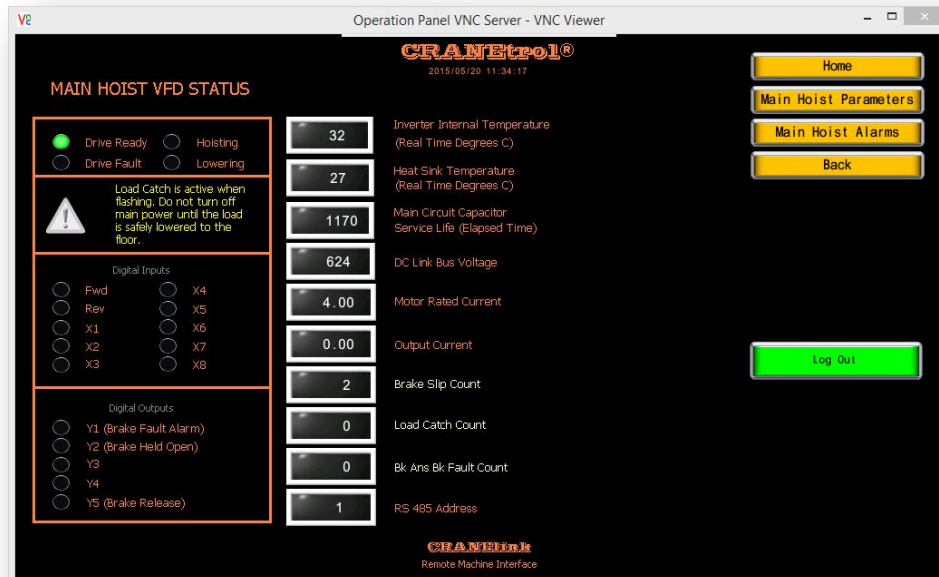 Operation Panel VNC Server - VNC Viewer
CRANEtrol®
2015/05/20 11:34:17
MAIN HOIST VFD STATUS
Drive Ready
Hoisting
Drive Fault
Lowering
Load Catch is active when
flashing. Do not turn off
main power until the load
is safely lowered to the
floor.
Digital Inputs
Fwd
X4
Rev
X5
X1
X6
X2
X7
X3
X8
Digital Outputs
Y1 (Brake Fault Alarm)
Y2 (Brake Held Open)
Y3
Y4
Y5 (Brake Release)
32
Inverter Internal Temperature
(Real Time Degrees C)
27
Heat Sink Temperature
(Real Time Degrees C)
1170
Main Circuit Capacitor
Service Life (Elapsed Time)
624
DC Link Bus Voltage
4.00
Motor Rated Current
0.00
Output Current
2
Brake Slip Count
0
Load Catch Count
0
Bk Ans Bk Fault Count
1
RS 485 Address
Home
Main Hoist Parameters
Main Hoist Alarms
Back
Log Out
CRANElink
Remote Machine Interface